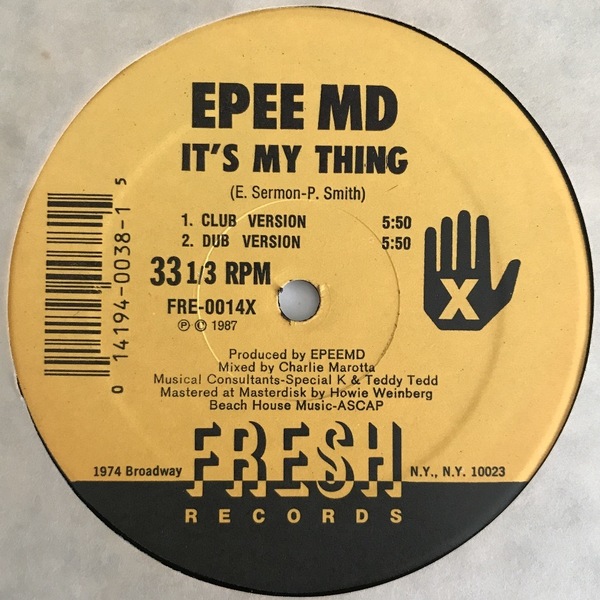 EPEE MD
IT'S MY THING
(E. Sermon-P. Smith)
1. CLUB VERSION 5:50
2. DUB VERSION 5:50
33 1/3 RPM
FRE-0014X
Ⓟ © 1987
X
0 14194-0038-1 5
Produced by EPEEMD
Mixed by Charlie Marotta
Musical Consultants-Special K & Teddy Tedd
Mastered at Masterdisk by Howie Weinberg
Beach House Music-ASCAP
1974 Broadway FRESH N.Y., N.Y. 10023
RECORDS